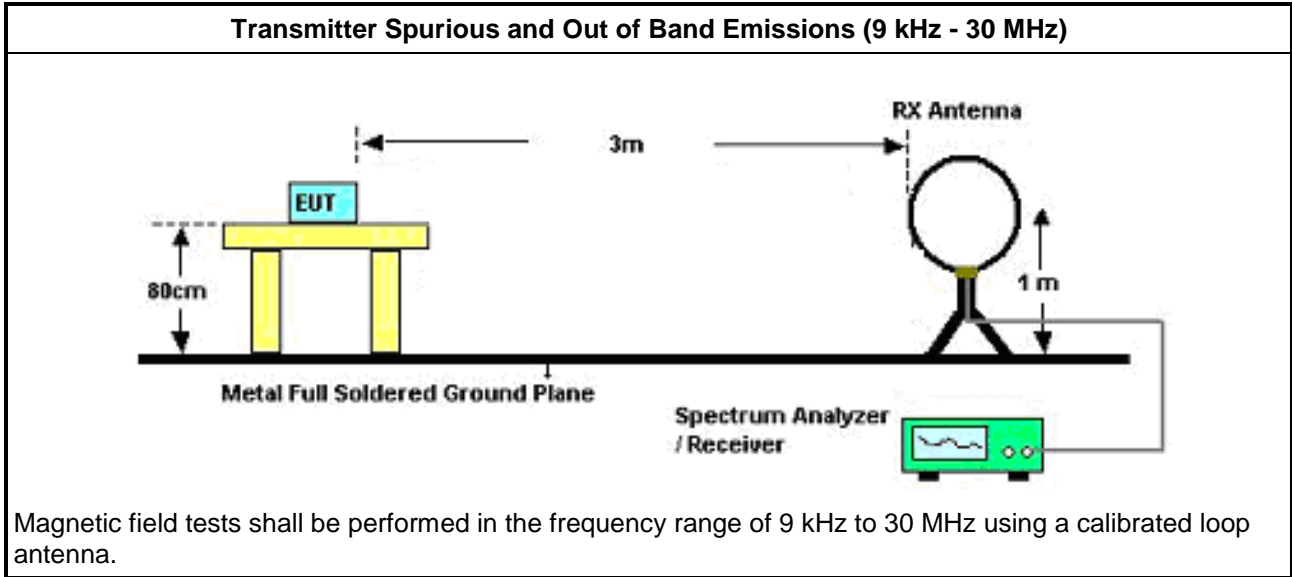 Transmitter Spurious and Out of Band Emissions (9 kHz - 30 MHz)
RX Antenna
3m
EUT
80cm
1 m
Metal Full Soldered Ground Plane
Spectrum Analyzer
/ Receiver
Magnetic field tests shall be performed in the frequency range of 9 kHz to 30 MHz using a calibrated loop
antenna.